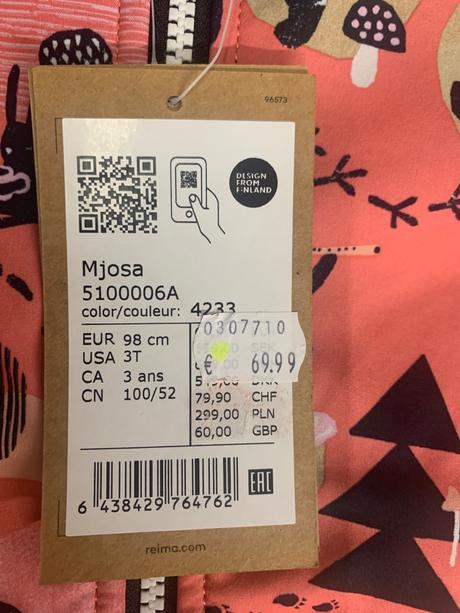 96573
DESIGN
FROM
FINLAND
Mjosa
5100006A
color/couleur: 4233
0307710
€ 69.99
EUR 98 cm
USA 3T
CA 3 ans
CN 100/52
SEK
DKK
79,90 CHF
299,00 PLN
60,00 GBP
6 438429 764762
EAC
reima.com